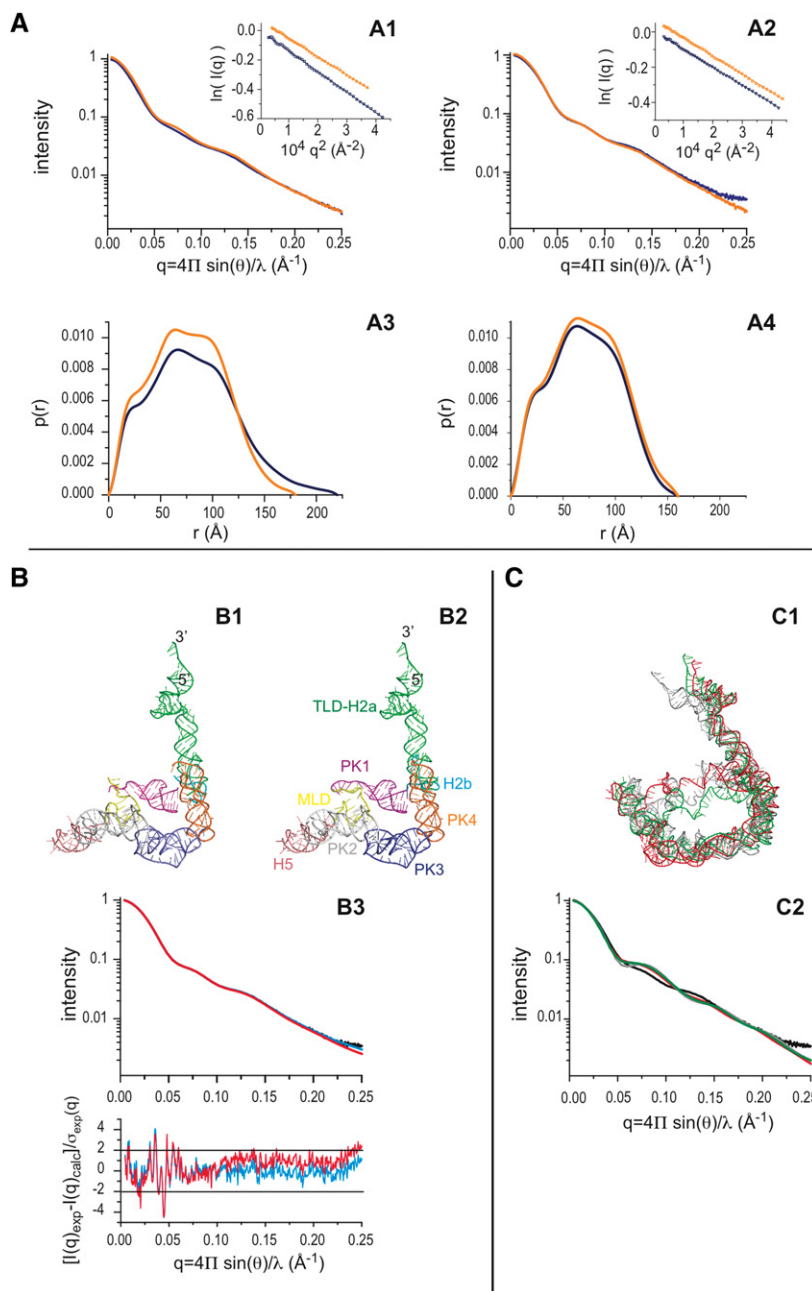 A
A1
A2
ln( I(q) )
0.0
-0.2
-0.4
-0.6
0 1 2 3 4
10⁴ q² (Å⁻²)
ln( I(q) )
0.0
-0.2
-0.4
0 1 2 3 4
10⁴ q² (Å⁻²)
intensity
1
0.1
0.01
0.00 0.05 0.10 0.15 0.20 0.25
q=4Π sin(θ)/λ (Å⁻¹)
intensity
1
0.1
0.01
0.00 0.05 0.10 0.15 0.20 0.25
q=4Π sin(θ)/λ (Å⁻¹)
A3
p(r)
0.010
0.008
0.006
0.004
0.002
0.000
0 50 100 150 200
r (Å)
A4
p(r)
0.010
0.008
0.006
0.004
0.002
0.000
0 50 100 150 200
r (Å)
B
B1
3'
5'
B2
3'
5'
TLD-H2a
PK1
H2b
MLD
PK4
PK2
H5
PK3
B3
intensity
1
0.1
0.01
0.00 0.05 0.10 0.15 0.20 0.25
[I(q)exp-I(q)calc]/σexp(q)
4
2
0
-2
-4
0.00 0.05 0.10 0.15 0.20 0.25
q=4Π sin(θ)/λ (Å⁻¹)
C
C1
C2
intensity
1
0.1
0.01
0.00 0.05 0.10 0.15 0.20 0.25
q=4Π sin(θ)/λ (Å⁻¹)